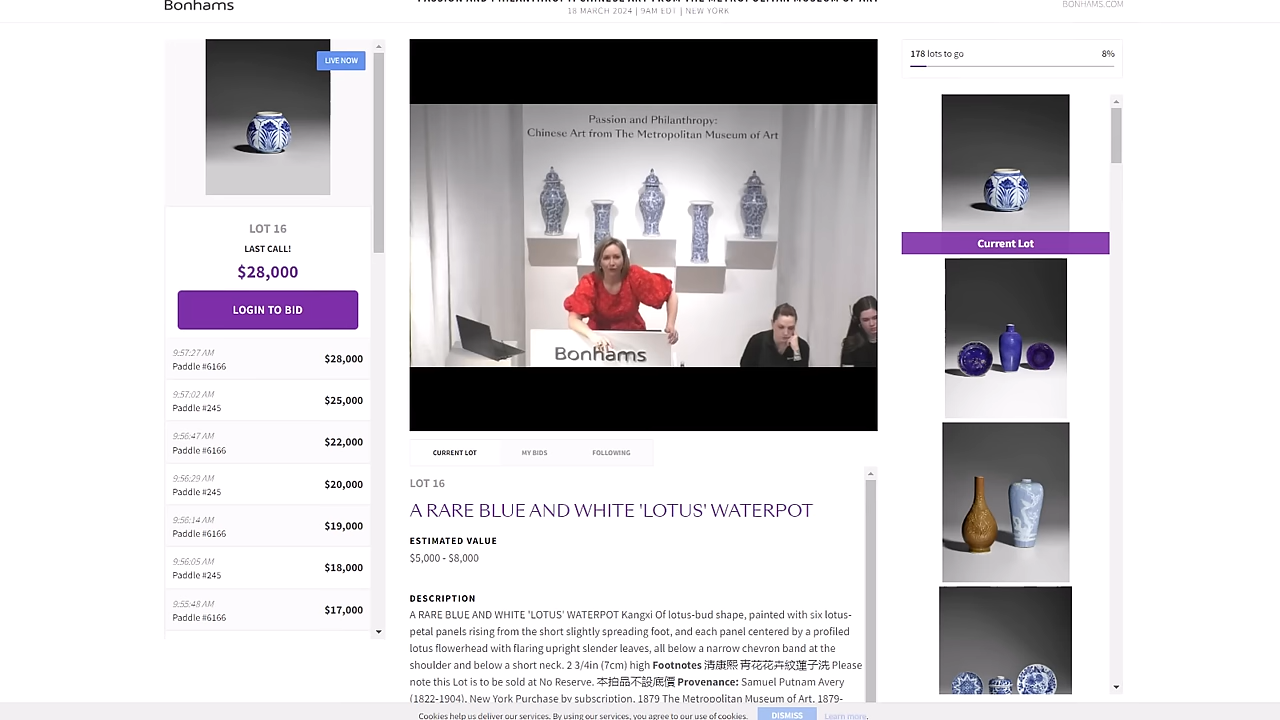 Bonhams
PASSION AND PHILANTHROPY: CHINESE ART FROM THE METROPOLITAN MUSEUM OF ART
18 MARCH 2024 | 9AM EDT | NEW YORK
BONHAMS.COM
LIVE NOW
LOT 16
LAST CALL!
$28,000
LOGIN TO BID
9:57:27 AM
Paddle #6166
$28,000
9:57:02 AM
Paddle #245
$25,000
9:56:47 AM
Paddle #6166
$22,000
9:56:29 AM
Paddle #245
$20,000
9:56:14 AM
Paddle #6166
$19,000
9:56:05 AM
Paddle #245
$18,000
9:55:48 AM
Paddle #6166
$17,000
Passion and Philanthropy:
Chinese Art from The Metropolitan Museum of Art
Bonhams
CURRENT LOT
MY BIDS
FOLLOWING
LOT 16
A RARE BLUE AND WHITE 'LOTUS' WATERPOT
ESTIMATED VALUE
$5,000 - $8,000
DESCRIPTION
A RARE BLUE AND WHITE 'LOTUS' WATERPOT Kangxi Of lotus-bud shape, painted with six lotus-
petal panels rising from the short slightly spreading foot, and each panel centered by a profiled
lotus flowerhead with flaring upright slender leaves, all below a narrow chevron band at the
shoulder and below a short neck. 2 3/4in (7cm) high Footnotes 清康熙 青花花卉紋蓮子洗 Please
note this Lot is to be sold at No Reserve. 本拍品不設底價 Provenance: Samuel Putnam Avery
(1822-1904), New York Purchase by subscription, 1879 The Metropolitan Museum of Art, 1879-
178 lots to go
8%
Current Lot
Cookies help us deliver our services. By using our services, you agree to our use of cookies.
DISMISS
Learn more.